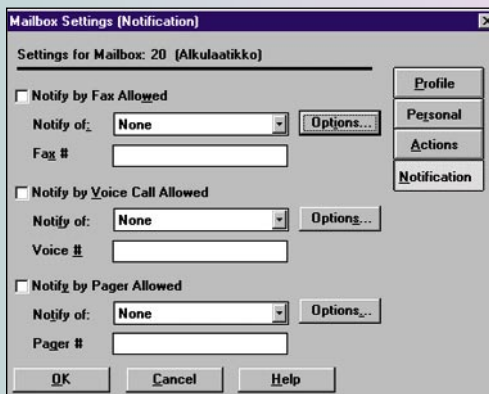 Mailbox Settings (Notification)
Settings for Mailbox: 20 (Alkulaatikko)
Profile
Personal
Actions
Notification
Notify by Fax Allowed
Notify of: None Options...
Fax #
Notify by Voice Call Allowed
Notify of: None Options...
Voice #
Notify by Pager Allowed
Notify of: None Options...
Pager #
OK Cancel Help